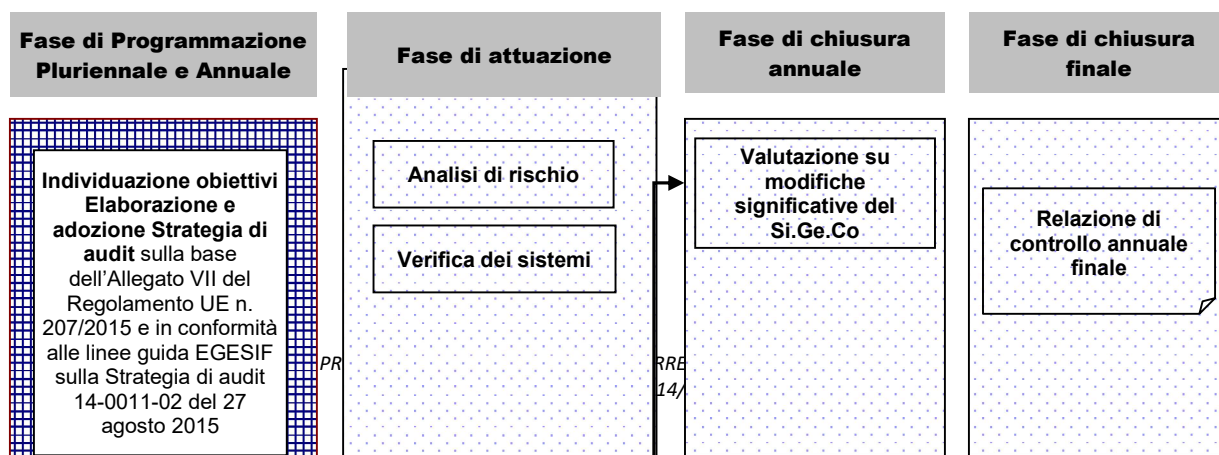 Fase di Programmazione
Pluriennale e Annuale
Fase di attuazione
Fase di chiusura
annuale
Fase di chiusura
finale
Individuazione obiettivi
Elaborazione e
adozione Strategia di
audit sulla base
dell'Allegato VII del
Regolamento UE n.
207/2015 e in conformità
alle linee guida EGESIF
sulla Strategia di audit
14-0011-02 del 27
agosto 2015
Analisi di rischio
Verifica dei sistemi
Valutazione su
modifiche
significative del
Si.Ge.Co
Relazione di
controllo annuale
finale
PR
RRE
14/